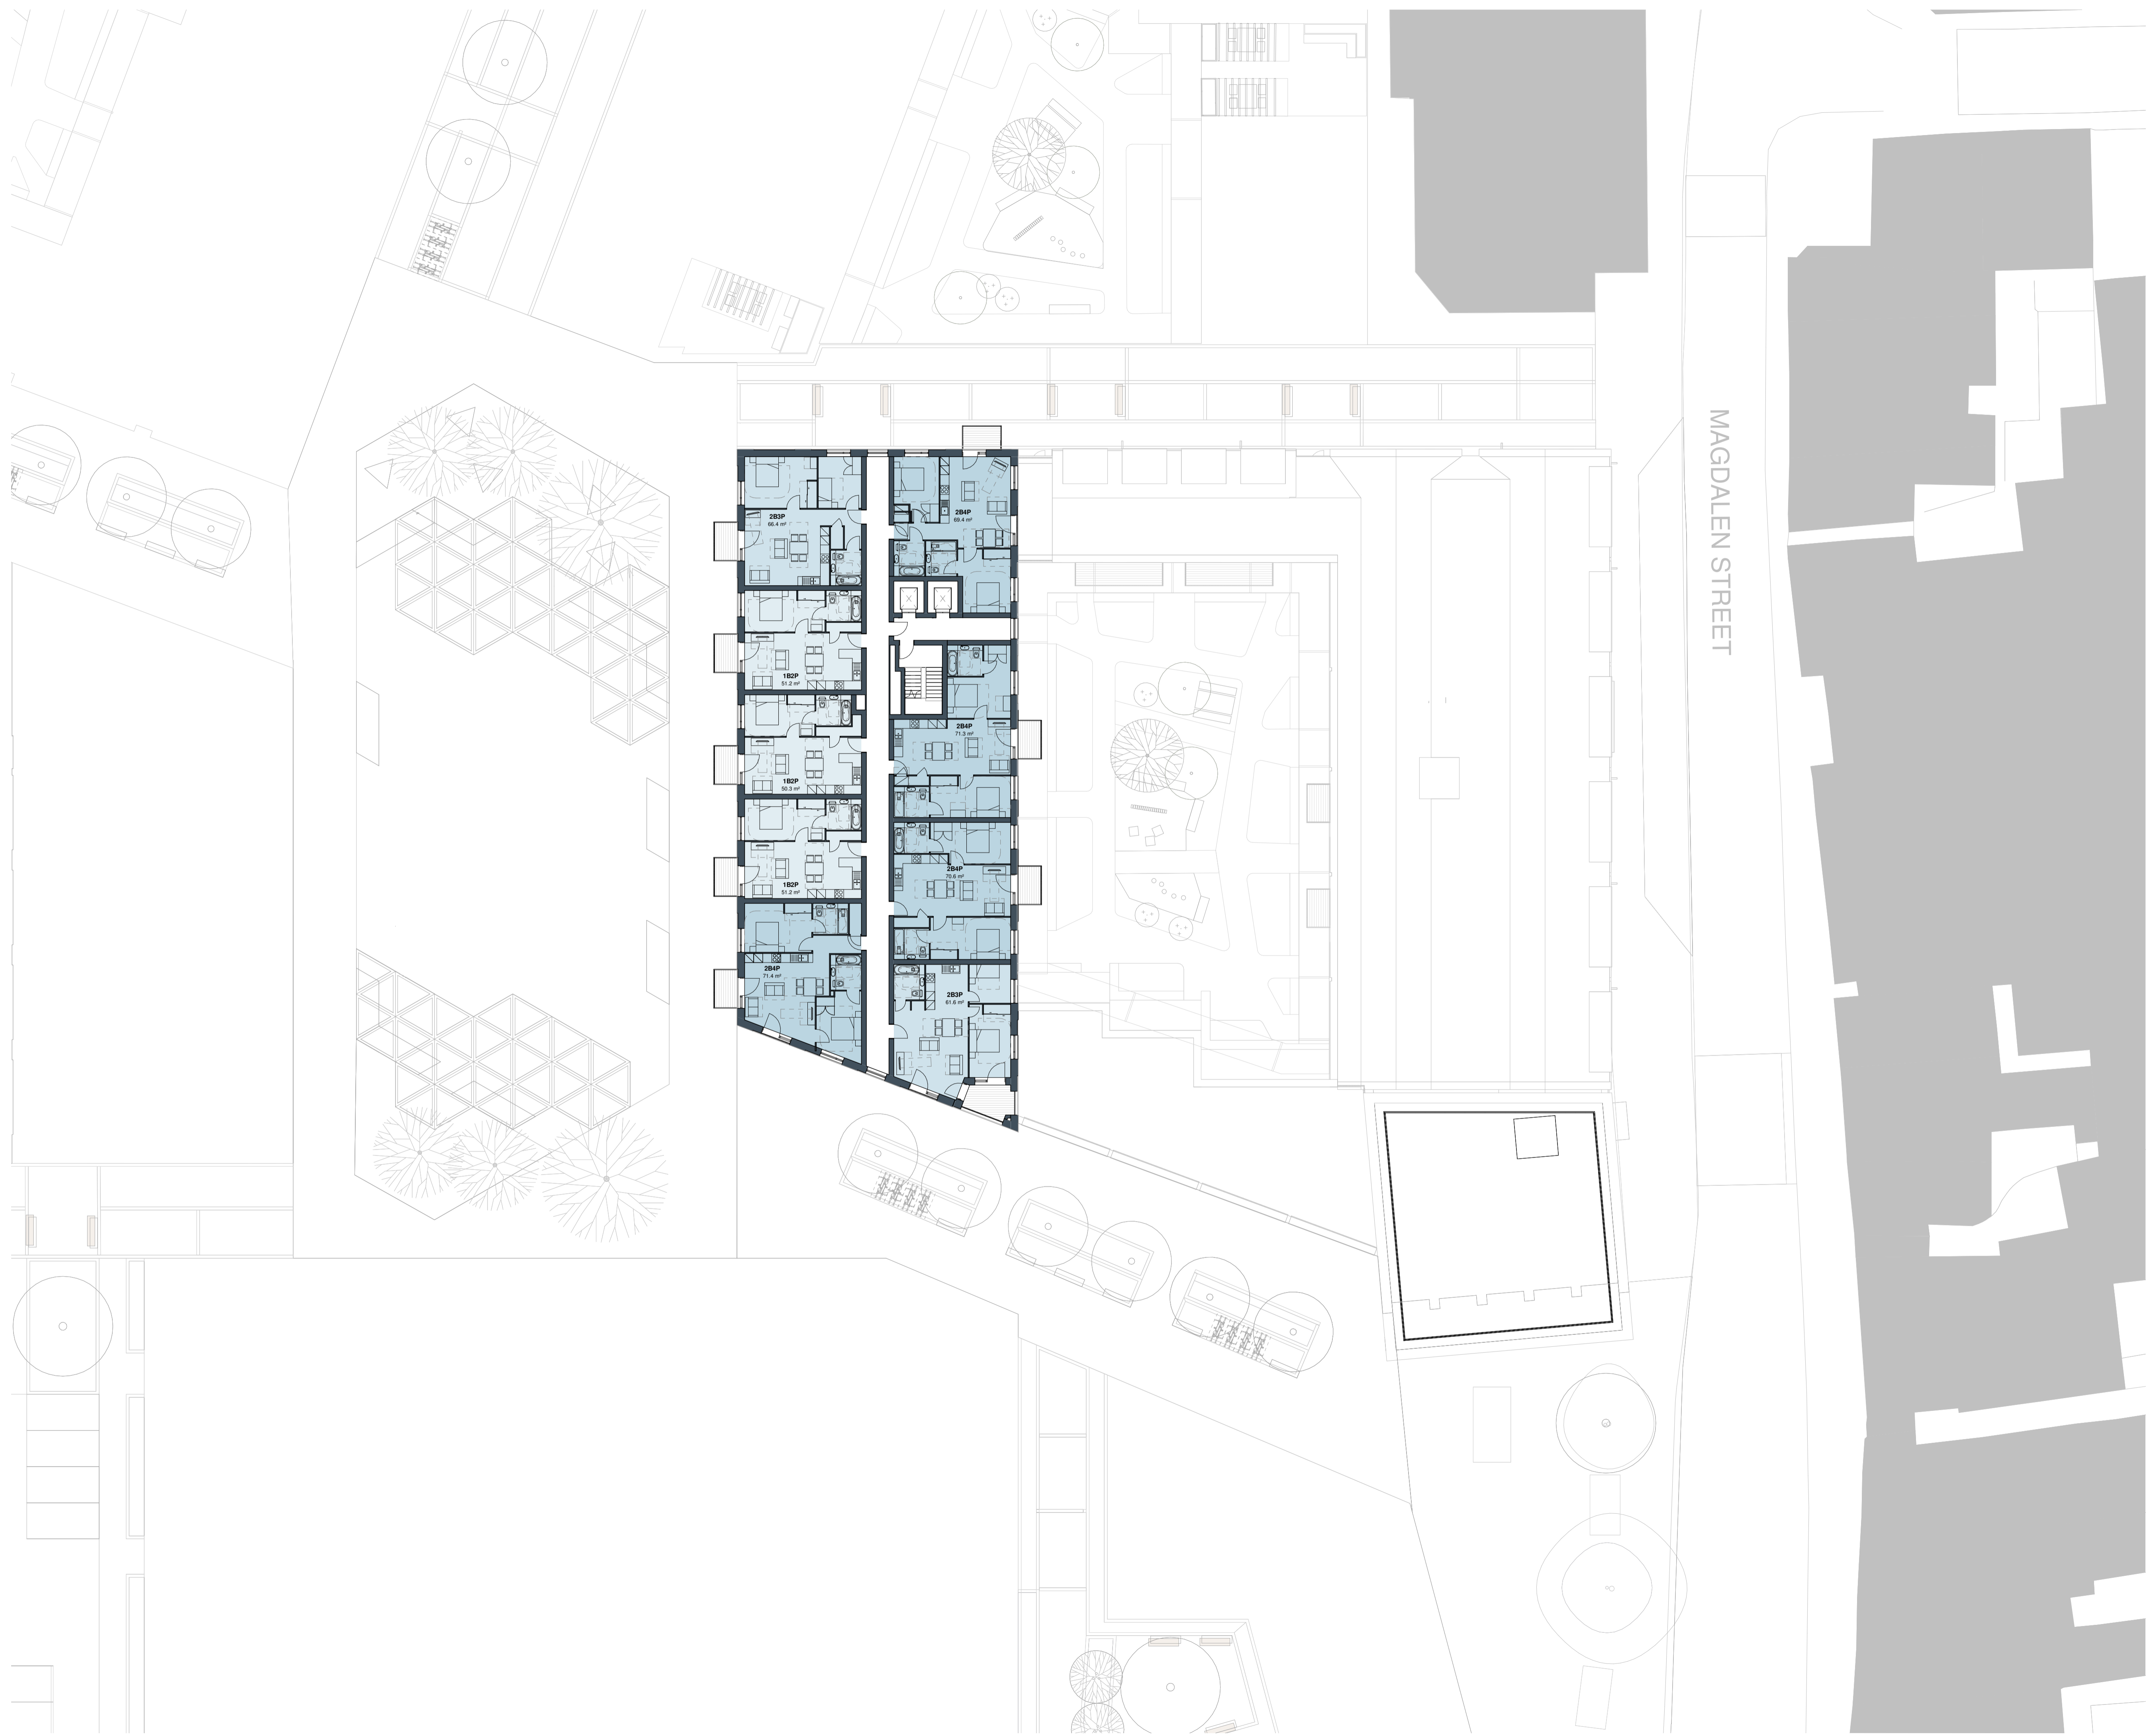 2B3P
66.4 m²
2B4P
69.4 m²
1B2P
51.2 m²
2B4P
71.3 m²
1B2P
50.3 m²
2B4P
70.6 m²
1B2P
51.2 m²
2B4P
71.4 m²
2B3P
61.6 m²
MAGDALEN STREET